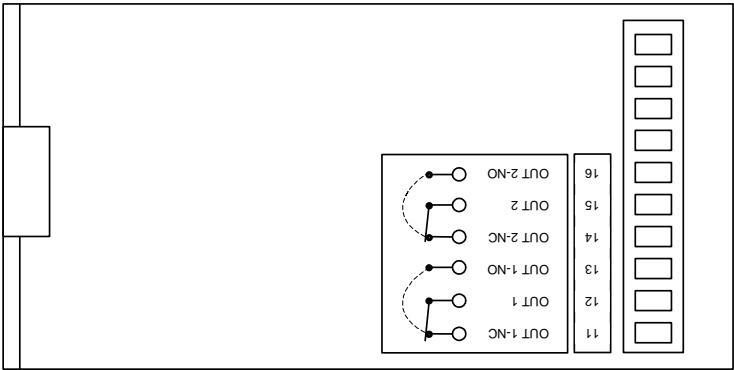 11 OUT 1-NC
12 OUT 1
13 OUT 1-NO
14 OUT 2-NC
15 OUT 2
16 OUT 2-NO